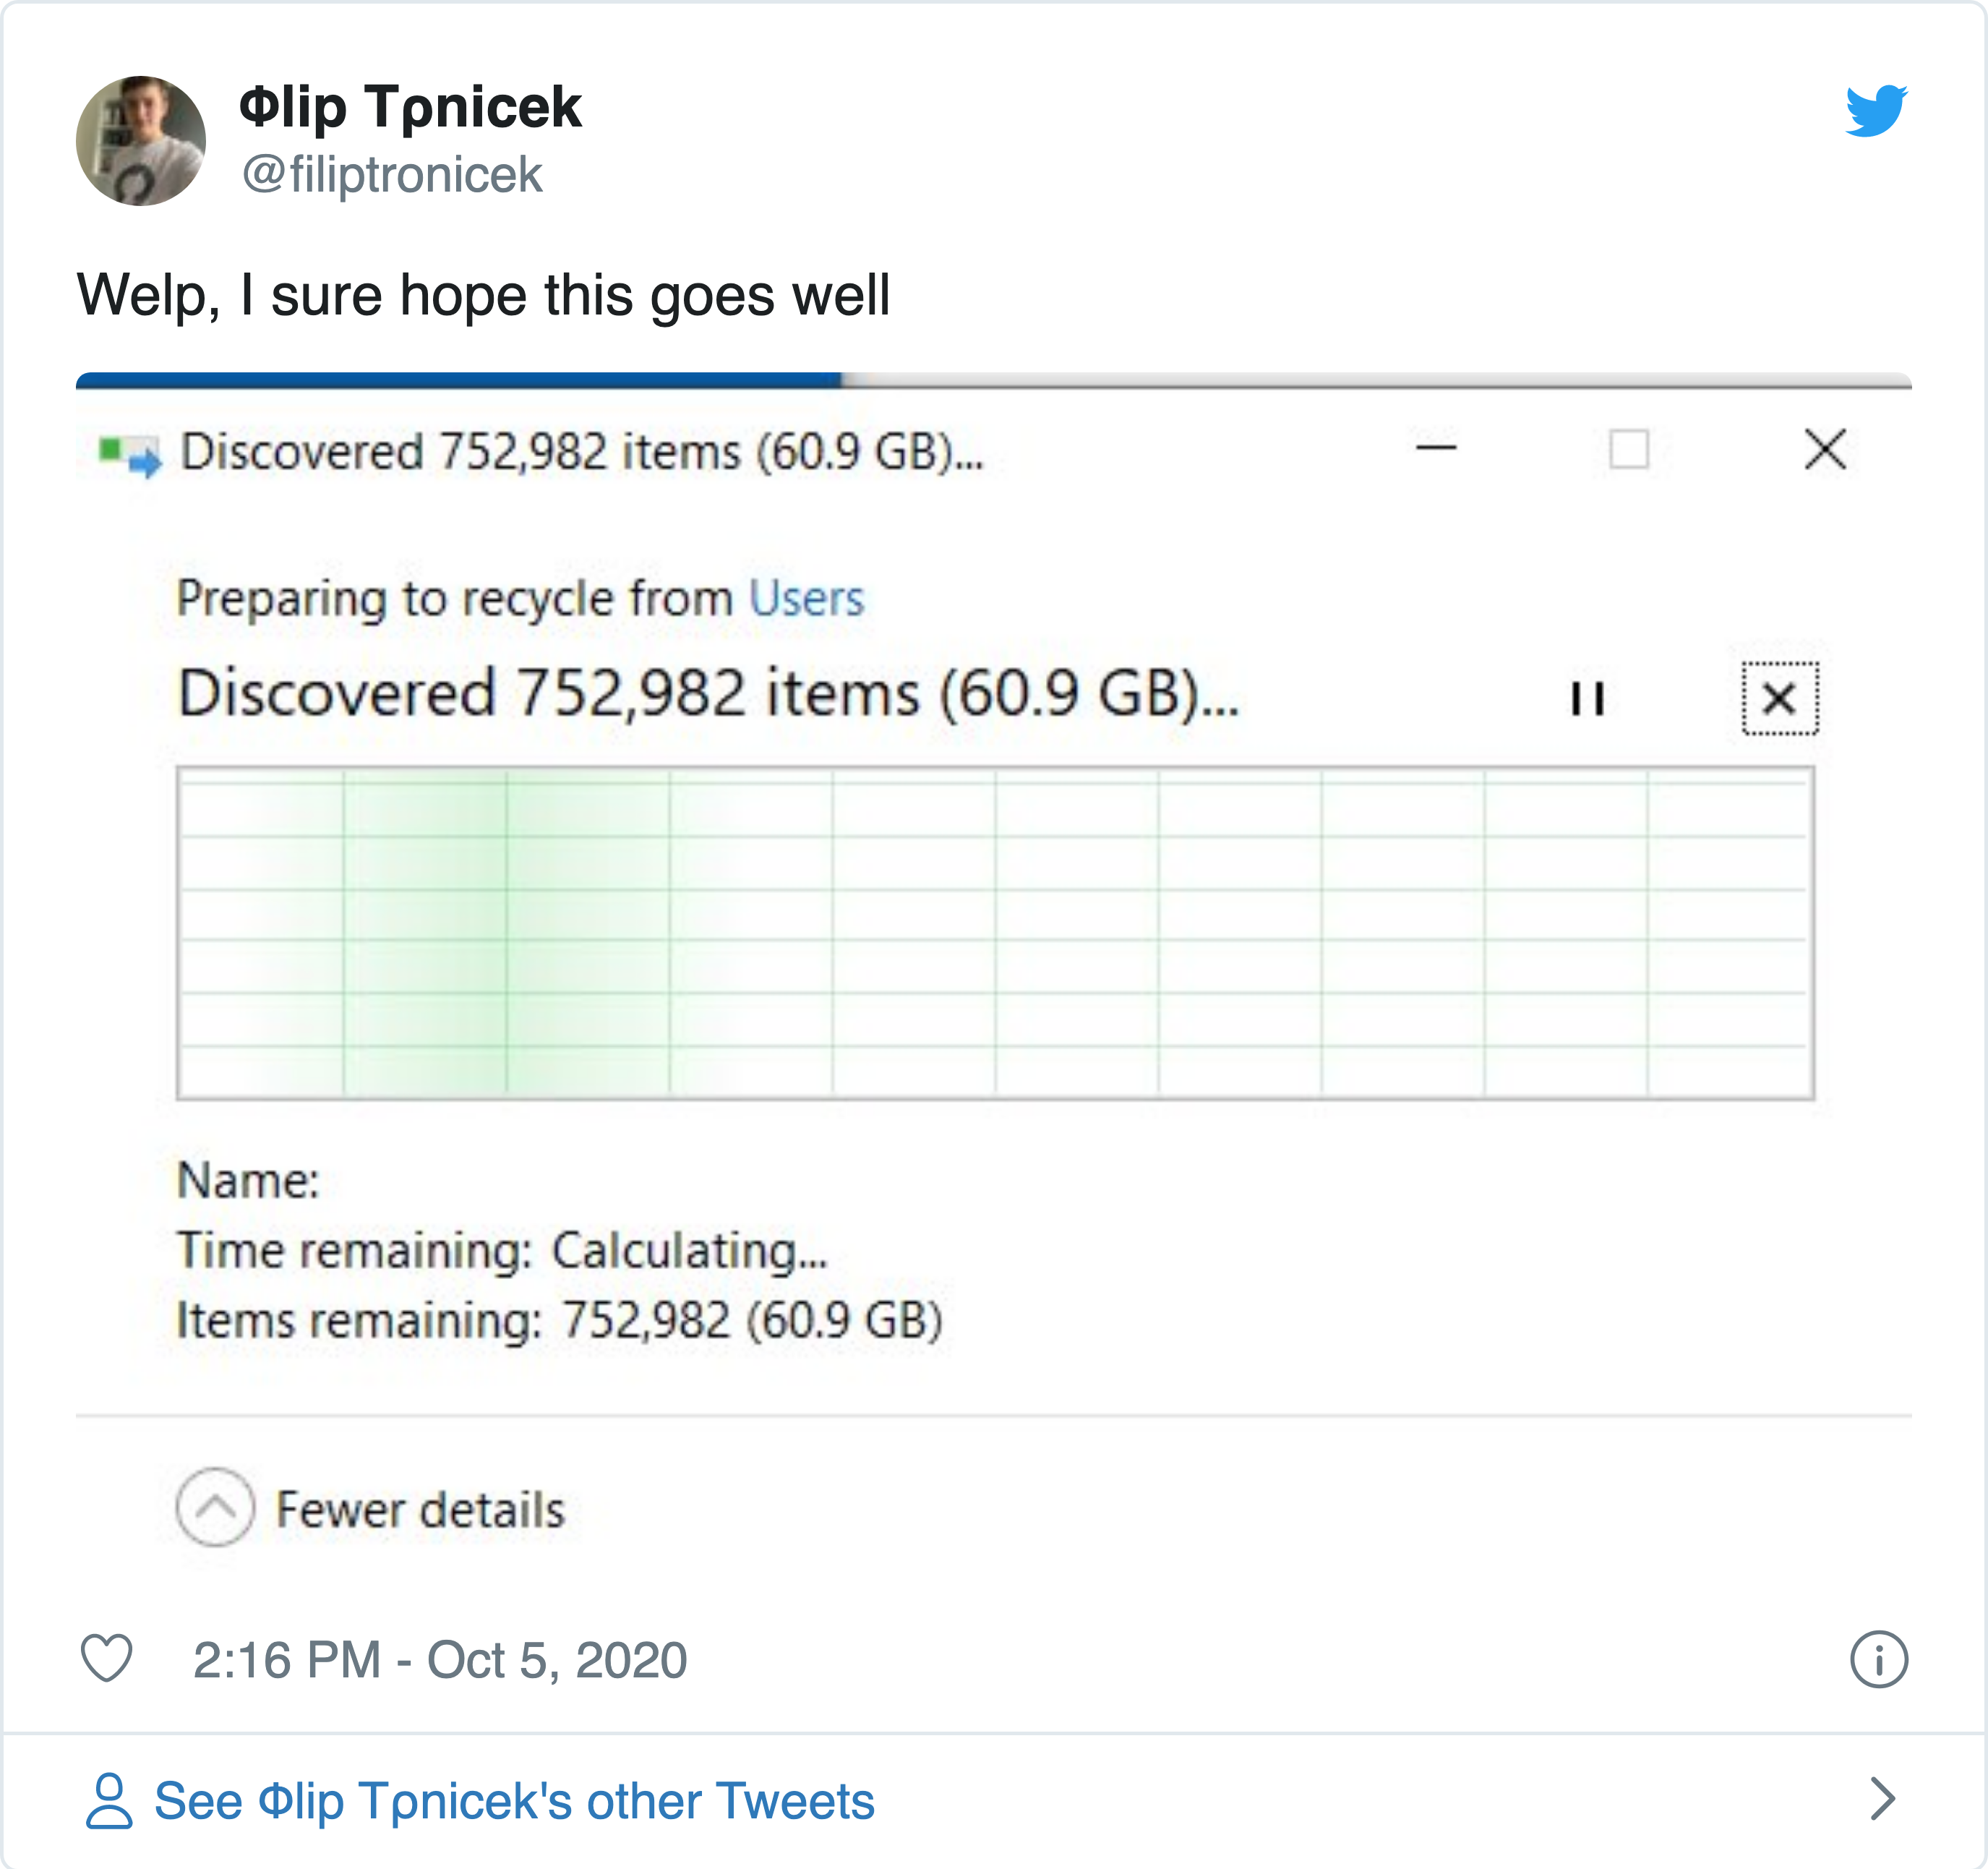 Φlip Tρnicek
@filiptronicek
Welp, I sure hope this goes well
Discovered 752,982 items (60.9 GB)...
Preparing to recycle from Users
Discovered 752,982 items (60.9 GB)...
Name:
Time remaining: Calculating...
Items remaining: 752,982 (60.9 GB)
Fewer details
2:16 PM - Oct 5, 2020
See Φlip Tρnicek's other Tweets